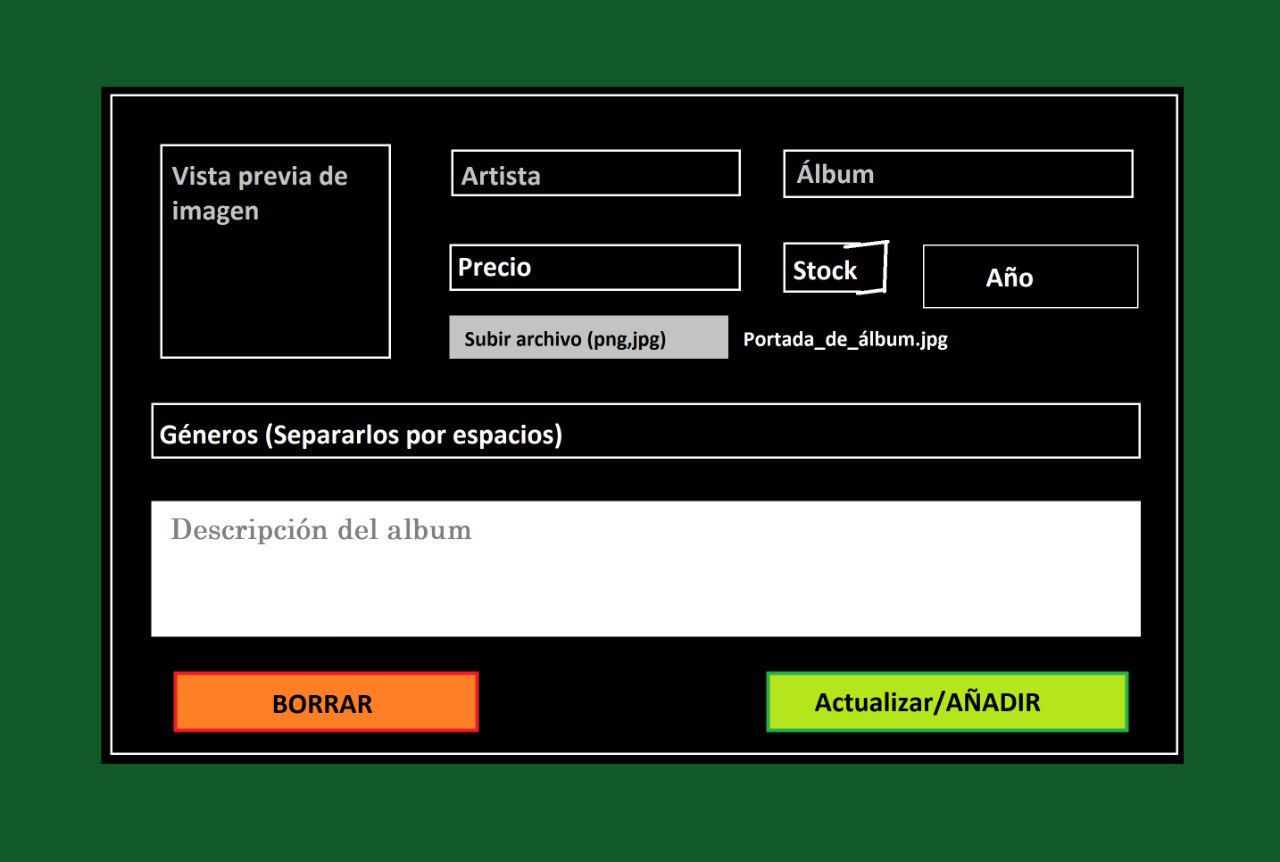 Vista previa de
imagen
Artista
Álbum
Precio
Stock
Año
Subir archivo (png,jpg)
Portada_de_álbum.jpg
Géneros (Separarlos por espacios)
Descripción del album
BORRAR
Actualizar/AÑADIR